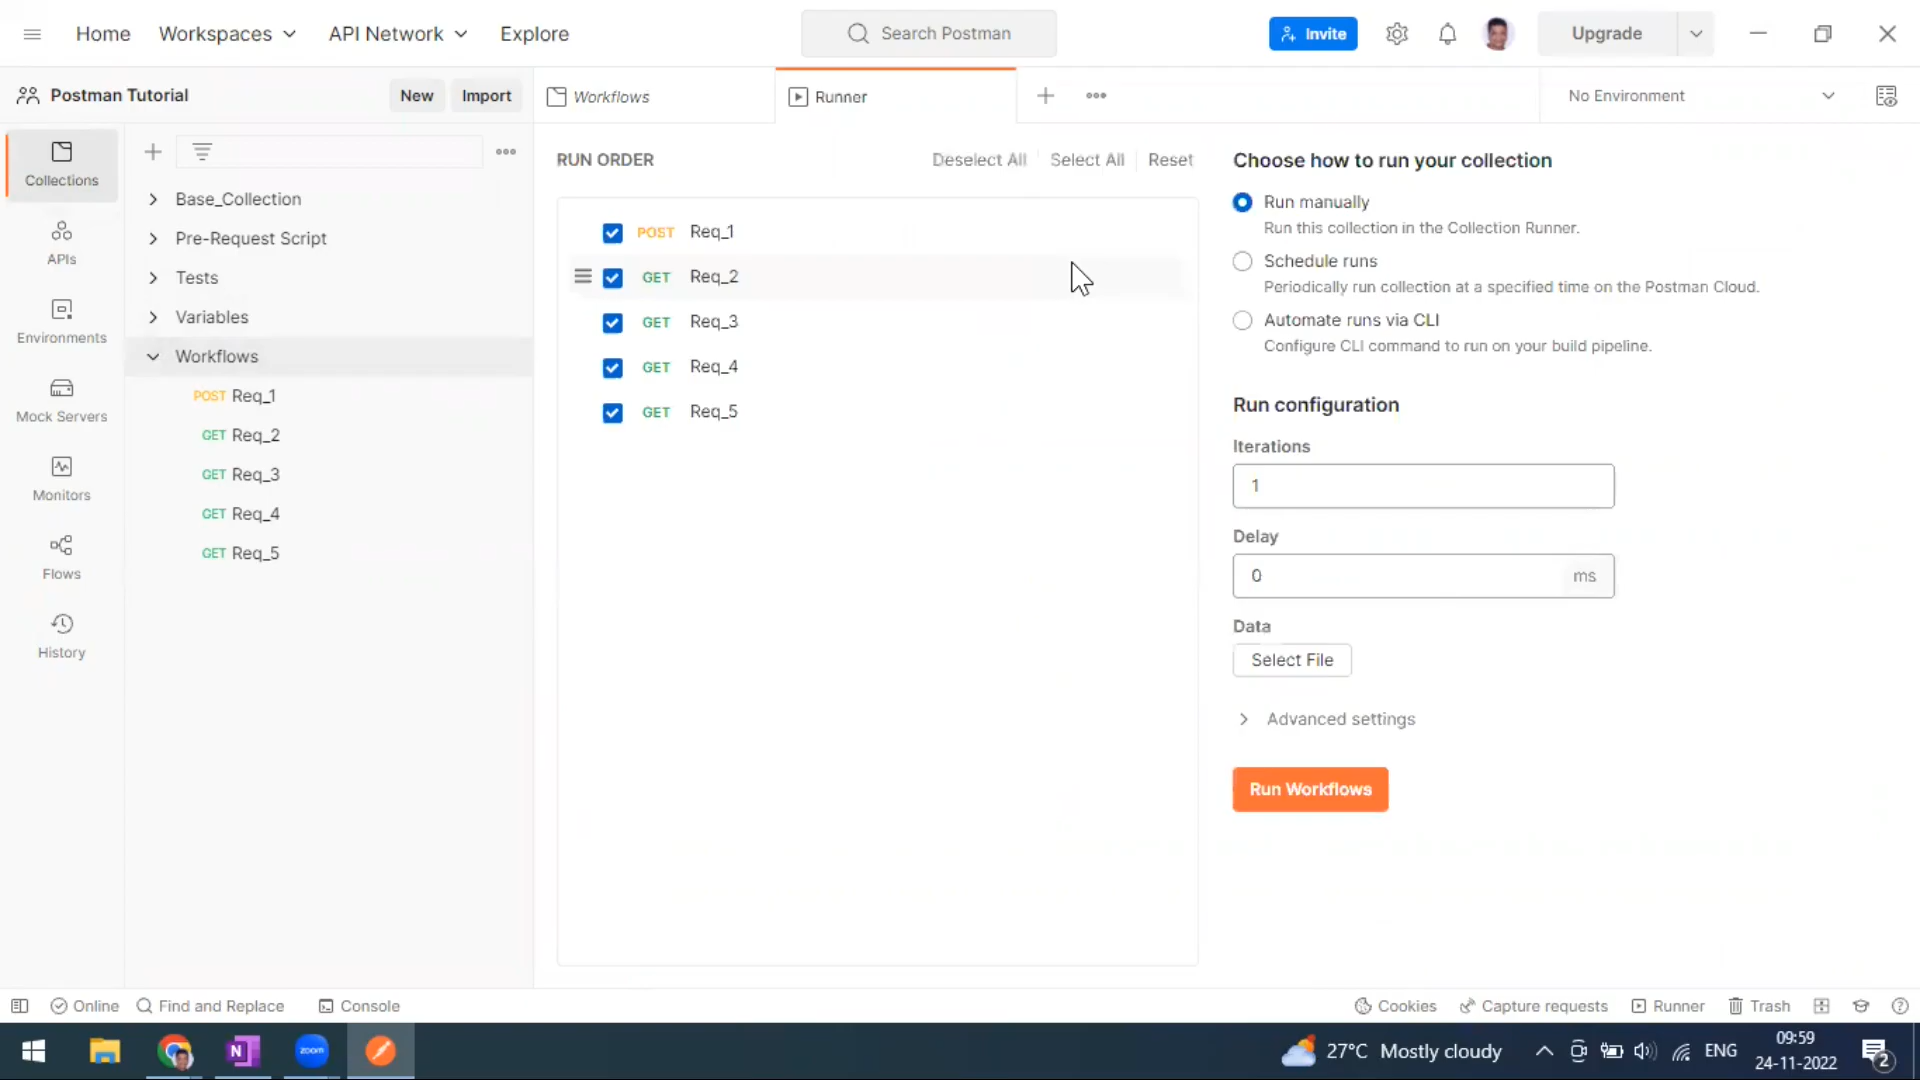 Home
Workspaces
API Network
Explore
Search Postman
Invite
Upgrade
Postman Tutorial
New
Import
Workflows
Runner
No Environment
Collections
APIs
Environments
Mock Servers
Monitors
Flows
History
Base_Collection
Pre-Request Script
Tests
Variables
Workflows
POST Req_1
GET Req_2
GET Req_3
GET Req_4
GET Req_5
RUN ORDER
Deselect All
Select All
Reset
POST Req_1
GET Req_2
GET Req_3
GET Req_4
GET Req_5
Choose how to run your collection
Run manually
Run this collection in the Collection Runner.
Schedule runs
Periodically run collection at a specified time on the Postman Cloud.
Automate runs via CLI
Configure CLI command to run on your build pipeline.
Run configuration
Iterations
1
Delay
0 ms
Data
Select File
Advanced settings
Run Workflows
Online
Find and Replace
Console
Cookies
Capture requests
Runner
Trash
N
zoom
27°C Mostly cloudy
ENG
09:59
24-11-2022
2